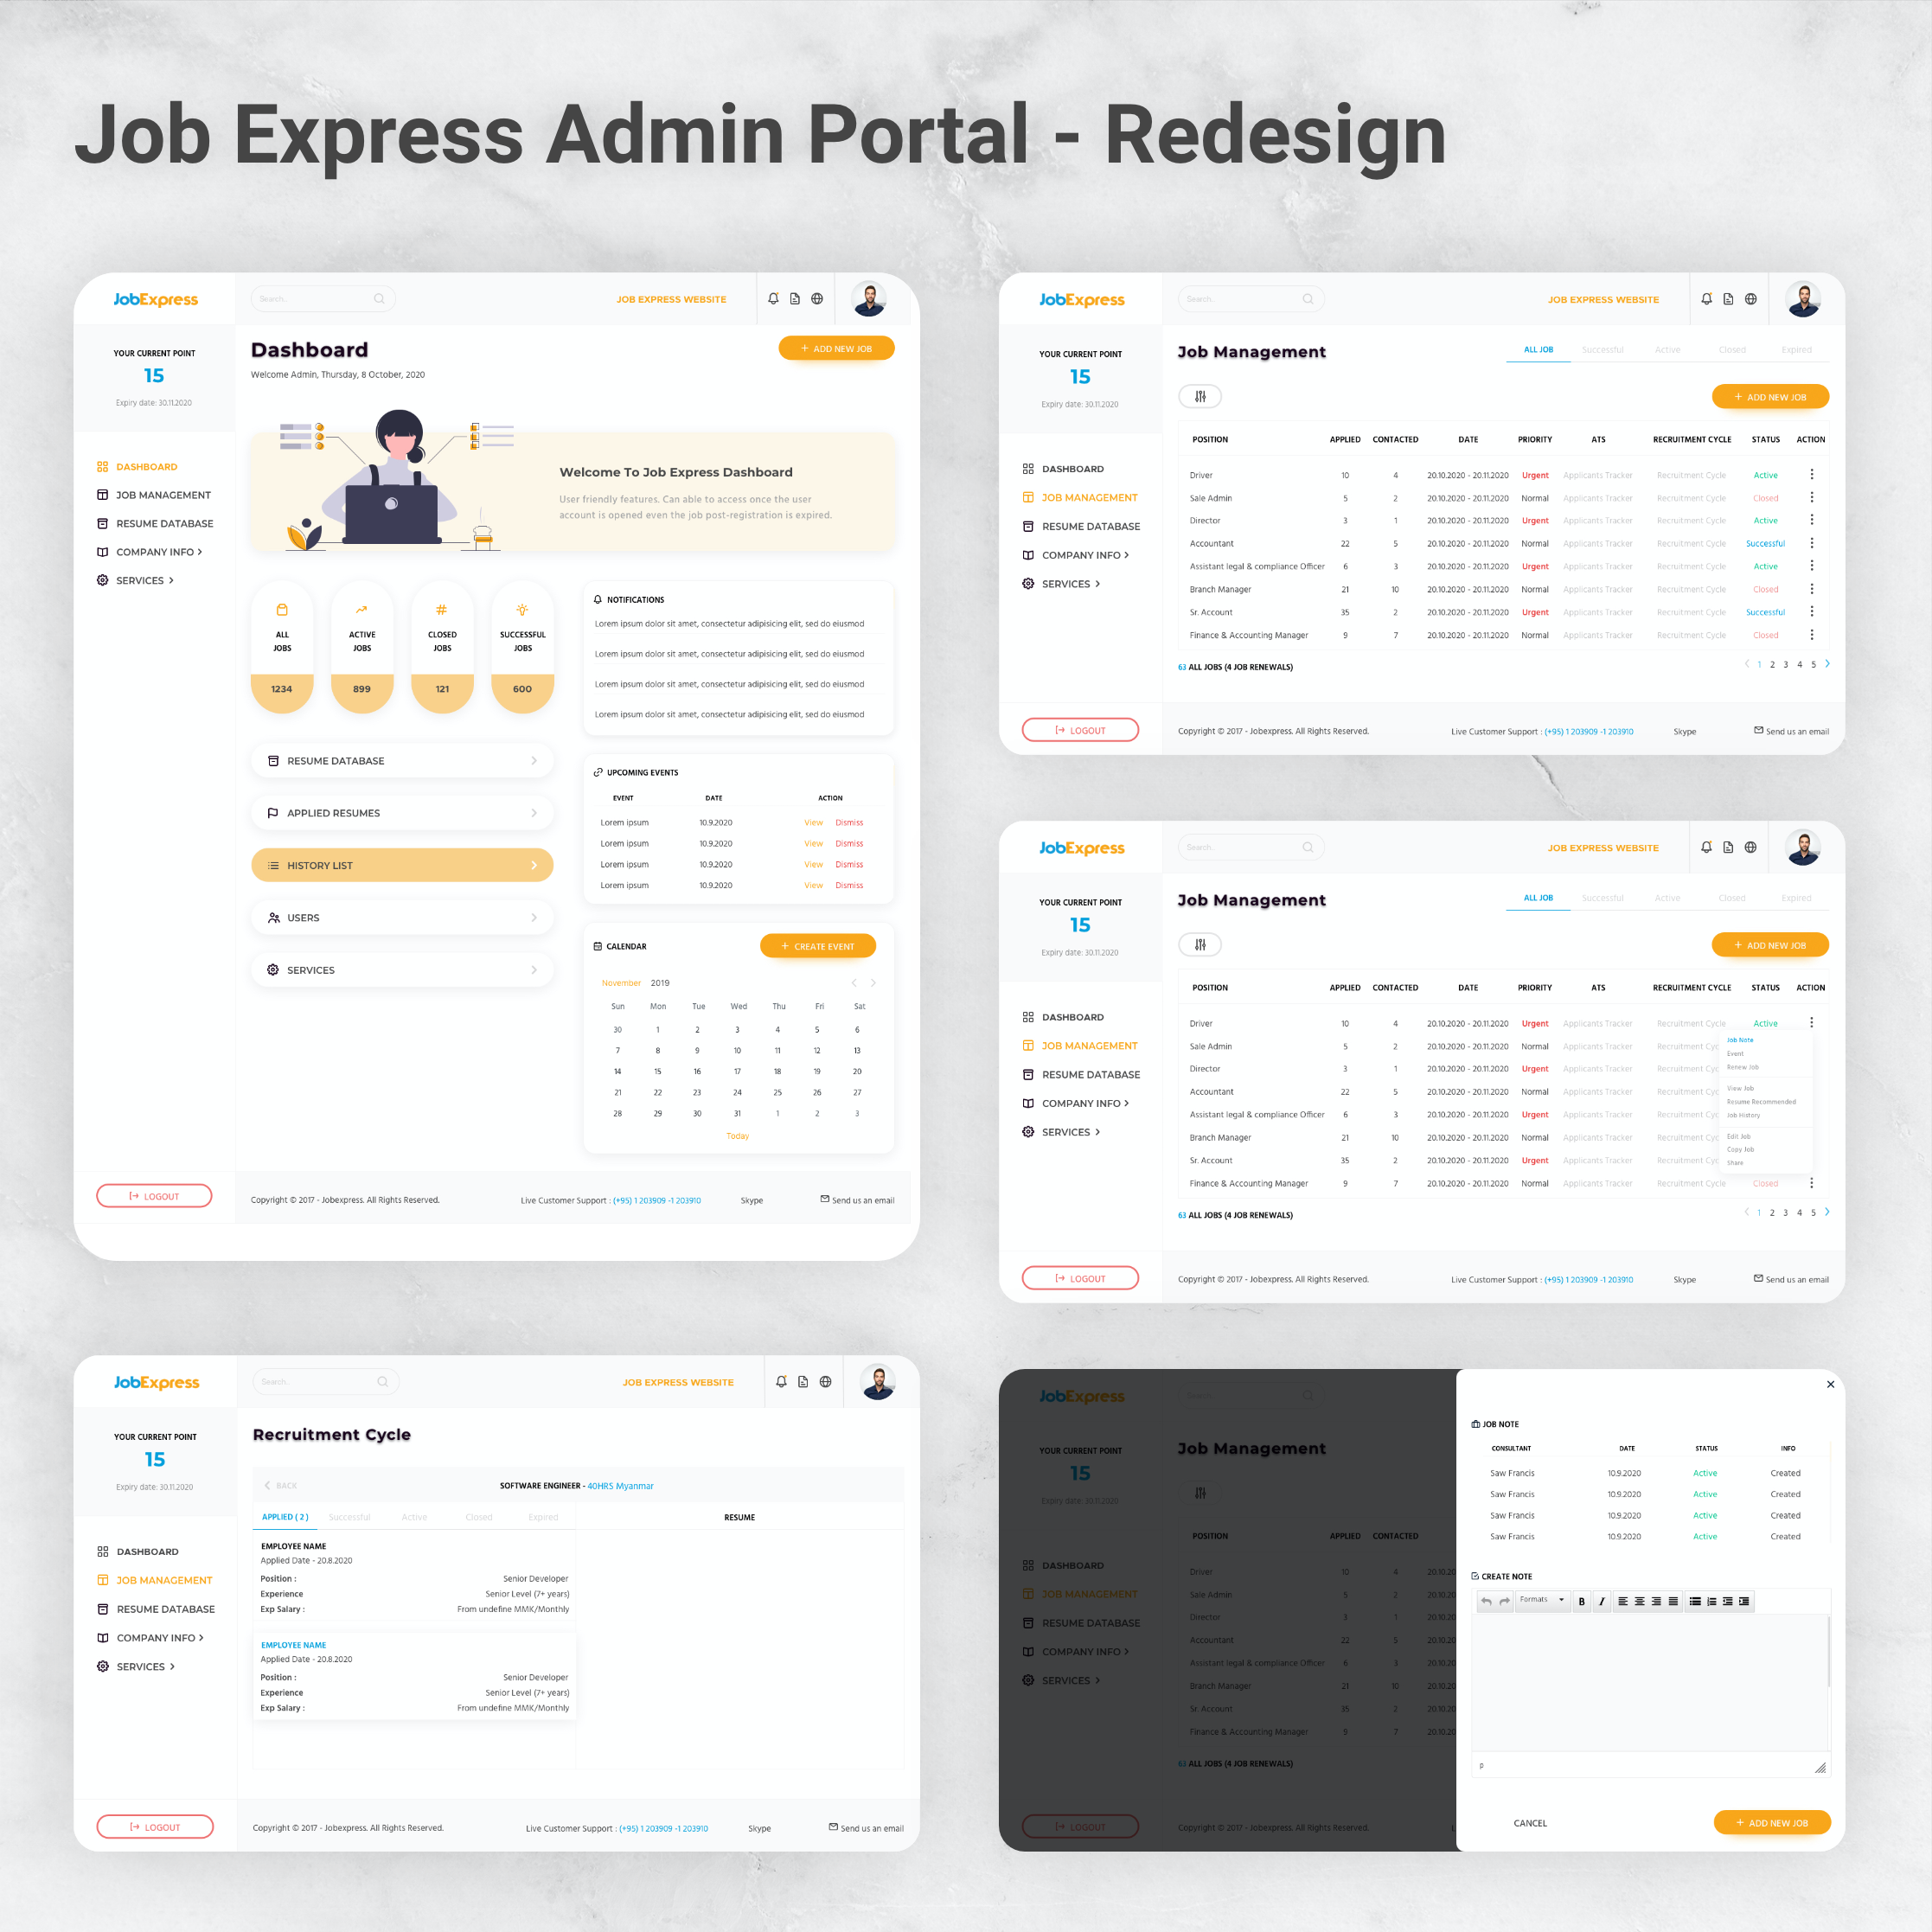 Job Express Admin Portal - Redesign
JobExpress
Search..
JOB EXPRESS WEBSITE
YOUR CURRENT POINT
15
Expiry date: 30.11.2020
DASHBOARD
JOB MANAGEMENT
RESUME DATABASE
COMPANY INFO >
SERVICES >
LOGOUT
Dashboard
Welcome Admin, Thursday, 8 October, 2020
+ ADD NEW JOB
Welcome To Job Express Dashboard
User friendly features. Can able to access once the user
account is opened even the job post-registration is expired.
ALL JOBS 1234
ACTIVE JOBS 899
CLOSED JOBS 121
SUCCESSFUL JOBS 600
RESUME DATABASE
APPLIED RESUMES
HISTORY LIST
USERS
SERVICES
NOTIFICATIONS
Lorem ipsum dolor sit amet, consectetur adipisicing elit, sed do eiusmod
Lorem ipsum dolor sit amet, consectetur adipisicing elit, sed do eiusmod
Lorem ipsum dolor sit amet, consectetur adipisicing elit, sed do eiusmod
Lorem ipsum dolor sit amet, consectetur adipisicing elit, sed do eiusmod
UPCOMING EVENTS
EVENT DATE ACTION
Lorem ipsum 10.9.2020 View Dismiss
Lorem ipsum 10.9.2020 View Dismiss
Lorem ipsum 10.9.2020 View Dismiss
Lorem ipsum 10.9.2020 View Dismiss
CALENDAR
+ CREATE EVENT
November 2019
Sun Mon Tue Wed Thu Fri Sat
30 1 2 3 4 5 6
7 8 9 10 11 12 13
14 15 16 17 18 19 20
21 22 23 24 25 26 27
28 29 30 31 1 2 3
Today
Copyright © 2017 - Jobexpress. All Rights Reserved.
Live Customer Support : (+95) 1 203909 -1 203910
Skype
Send us an email
JobExpress
Search..
JOB EXPRESS WEBSITE
YOUR CURRENT POINT
15
Expiry date: 30.11.2020
DASHBOARD
JOB MANAGEMENT
RESUME DATABASE
COMPANY INFO >
SERVICES >
LOGOUT
Job Management
ALL JOB Successful Active Closed Expired
+ ADD NEW JOB
POSITION APPLIED CONTACTED DATE PRIORITY ATS RECRUITMENT CYCLE STATUS ACTION
Driver 10 4 20.10.2020 - 20.11.2020 Urgent Applicants Tracker Recruitment Cycle Active
Sale Admin 5 2 20.10.2020 - 20.11.2020 Normal Applicants Tracker Recruitment Cycle Closed
Director 3 1 20.10.2020 - 20.11.2020 Urgent Applicants Tracker Recruitment Cycle Active
Accountant 22 5 20.10.2020 - 20.11.2020 Normal Applicants Tracker Recruitment Cycle Successful
Assistant legal & compliance Officer 6 3 20.10.2020 - 20.11.2020 Urgent Applicants Tracker Recruitment Cycle Active
Branch Manager 21 10 20.10.2020 - 20.11.2020 Normal Applicants Tracker Recruitment Cycle Closed
Sr. Account 35 2 20.10.2020 - 20.11.2020 Urgent Applicants Tracker Recruitment Cycle Successful
Finance & Accounting Manager 9 7 20.10.2020 - 20.11.2020 Normal Applicants Tracker Recruitment Cycle Closed
63 ALL JOBS (4 JOB RENEWALS)
< 1 2 3 4 5 >
Copyright © 2017 - Jobexpress. All Rights Reserved.
Live Customer Support : (+95) 1 203909 -1 203910
Skype
Send us an email
JobExpress
Search..
JOB EXPRESS WEBSITE
YOUR CURRENT POINT
15
Expiry date: 30.11.2020
DASHBOARD
JOB MANAGEMENT
RESUME DATABASE
COMPANY INFO >
SERVICES >
LOGOUT
Job Management
ALL JOB Successful Active Closed Expired
+ ADD NEW JOB
POSITION APPLIED CONTACTED DATE PRIORITY ATS RECRUITMENT CYCLE STATUS ACTION
Driver 10 4 20.10.2020 - 20.11.2020 Urgent Applicants Tracker Recruitment Cycle Active
Sale Admin 5 2 20.10.2020 - 20.11.2020 Normal Applicants Tracker Recruitment Cyc
Director 3 1 20.10.2020 - 20.11.2020 Urgent Applicants Tracker Recruitment Cyc
Accountant 22 5 20.10.2020 - 20.11.2020 Normal Applicants Tracker Recruitment Cyc
Assistant legal & compliance Officer 6 3 20.10.2020 - 20.11.2020 Urgent Applicants Tracker Recruitment Cyc
Branch Manager 21 10 20.10.2020 - 20.11.2020 Normal Applicants Tracker Recruitment Cyc
Sr. Account 35 2 20.10.2020 - 20.11.2020 Urgent Applicants Tracker Recruitment Cyc
Finance & Accounting Manager 9 7 20.10.2020 - 20.11.2020 Normal Applicants Tracker Recruitment Cycle Closed
Job Note
Event
Renew Job
View Job
Resume Recommended
Job History
Edit Job
Copy Job
Share
63 ALL JOBS (4 JOB RENEWALS)
< 1 2 3 4 5 >
Copyright © 2017 - Jobexpress. All Rights Reserved.
Live Customer Support : (+95) 1 203909 -1 203910
Skype
Send us an email
JobExpress
Search..
JOB EXPRESS WEBSITE
YOUR CURRENT POINT
15
Expiry date: 30.11.2020
DASHBOARD
JOB MANAGEMENT
RESUME DATABASE
COMPANY INFO >
SERVICES >
LOGOUT
Recruitment Cycle
BACK
SOFTWARE ENGINEER - 40HRS Myanmar
APPLIED ( 2 ) Successful Active Closed Expired
RESUME
EMPLOYEE NAME
Applied Date - 20.8.2020
Position : Senior Developer
Experience Senior Level (7+ years)
Exp Salary : From undefine MMK/Monthly
EMPLOYEE NAME
Applied Date - 20.8.2020
Position : Senior Developer
Experience Senior Level (7+ years)
Exp Salary : From undefine MMK/Monthly
Copyright © 2017 - Jobexpress. All Rights Reserved.
Live Customer Support : (+95) 1 203909 -1 203910
Skype
Send us an email
JobExpress
Search..
YOUR CURRENT POINT
15
Expiry date: 30.11.2020
DASHBOARD
JOB MANAGEMENT
RESUME DATABASE
COMPANY INFO >
SERVICES >
LOGOUT
Job Management
POSITION APPLIED CONTACTED
Driver 10 4 20.10.20
Sale Admin 5 2 20.10.20
Director 3 1 20.10.20
Accountant 22 5 20.10.20
Assistant legal & compliance Officer 6 3 20.10.20
Branch Manager 21 10 20.10.20
Sr. Account 35 2 20.10.20
Finance & Accounting Manager 9 7 20.10.20
63 ALL JOBS (4 JOB RENEWALS)
Copyright © 2017 - Jobexpress. All Rights Reserved.
L
JOB NOTE
CONSULTANT DATE STATUS INFO
Saw Francis 10.9.2020 Active Created
Saw Francis 10.9.2020 Active Created
Saw Francis 10.9.2020 Active Created
Saw Francis 10.9.2020 Active Created
CREATE NOTE
Formats B I
p
CANCEL
+ ADD NEW JOB